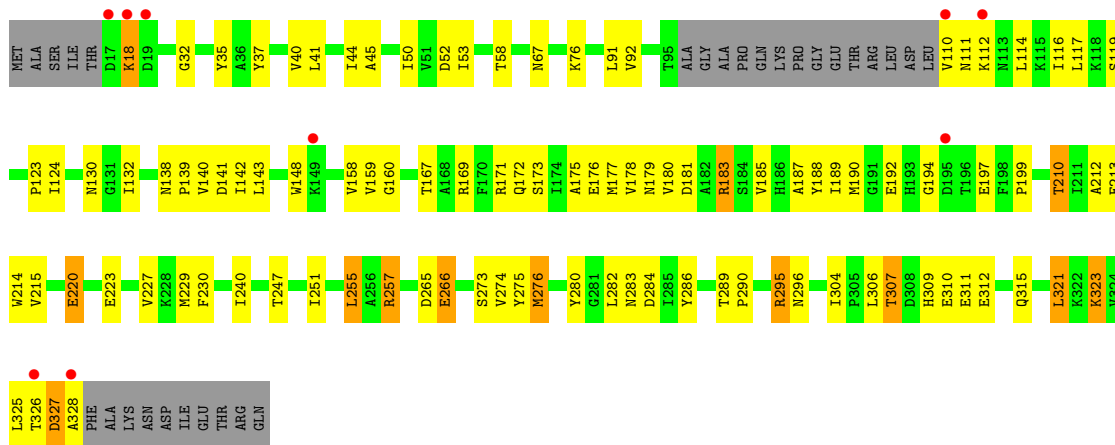 MET ALA SER ILE THR D17 K18 D19 G32 Y35 A36 Y37 V40 L41 I44 A45 I50 V51 D52 I53 T58 N67 K76 L91 V92 T95 ALA GLY ALA PRO GLN LYS PRO PRO GLY GLU THR ARG LEU ASP LEU V110 N111 K112 N113 L114 K115 I116 L117 K118 S119
P123 I124 N130 G131 I132 N138 P139 V140 D141 I142 L143 W148 K149 V158 V159 G160 T167 A168 R169 F170 R171 Q172 S173 I174 A175 E176 M177 V178 N179 V180 D181 A182 R183 S184 V185 H186 A187 Y188 I189 M190 G191 E192 H193 G194 D195 T196 E197 F198 P199 T210 I211 A212 E213
W214 V215 E220 E223 V227 K228 M229 F230 I240 T247 I251 L255 A256 R257 D265 E266 S273 V274 Y275 M276 Y280 G281 L282 N283 D284 I285 Y286 T289 P290 R295 N296 I304 P305 L306 T307 D308 H309 E310 E311 E312 Q315 L321 K322 K323 V324
L325 T326 D327 A328 PHE ALA LYS ASN ASP ILE GLU THR ARG GLN